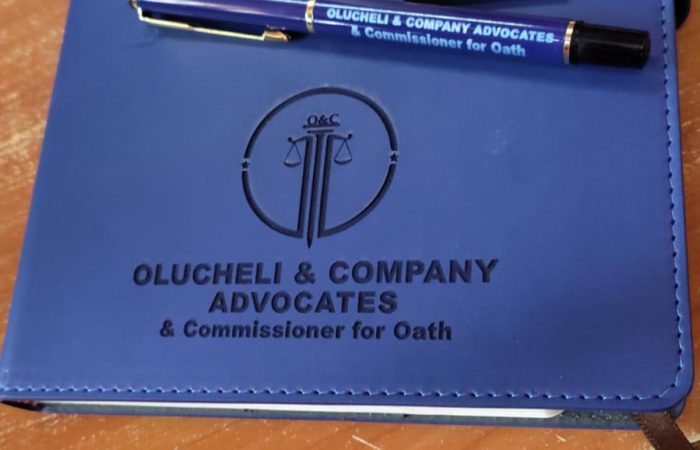 OLUCHELI & COMPANY ADVOCATES
& Commissioner for Oath
O&C
OLUCHELI & COMPANY
ADVOCATES
& Commissioner for Oath